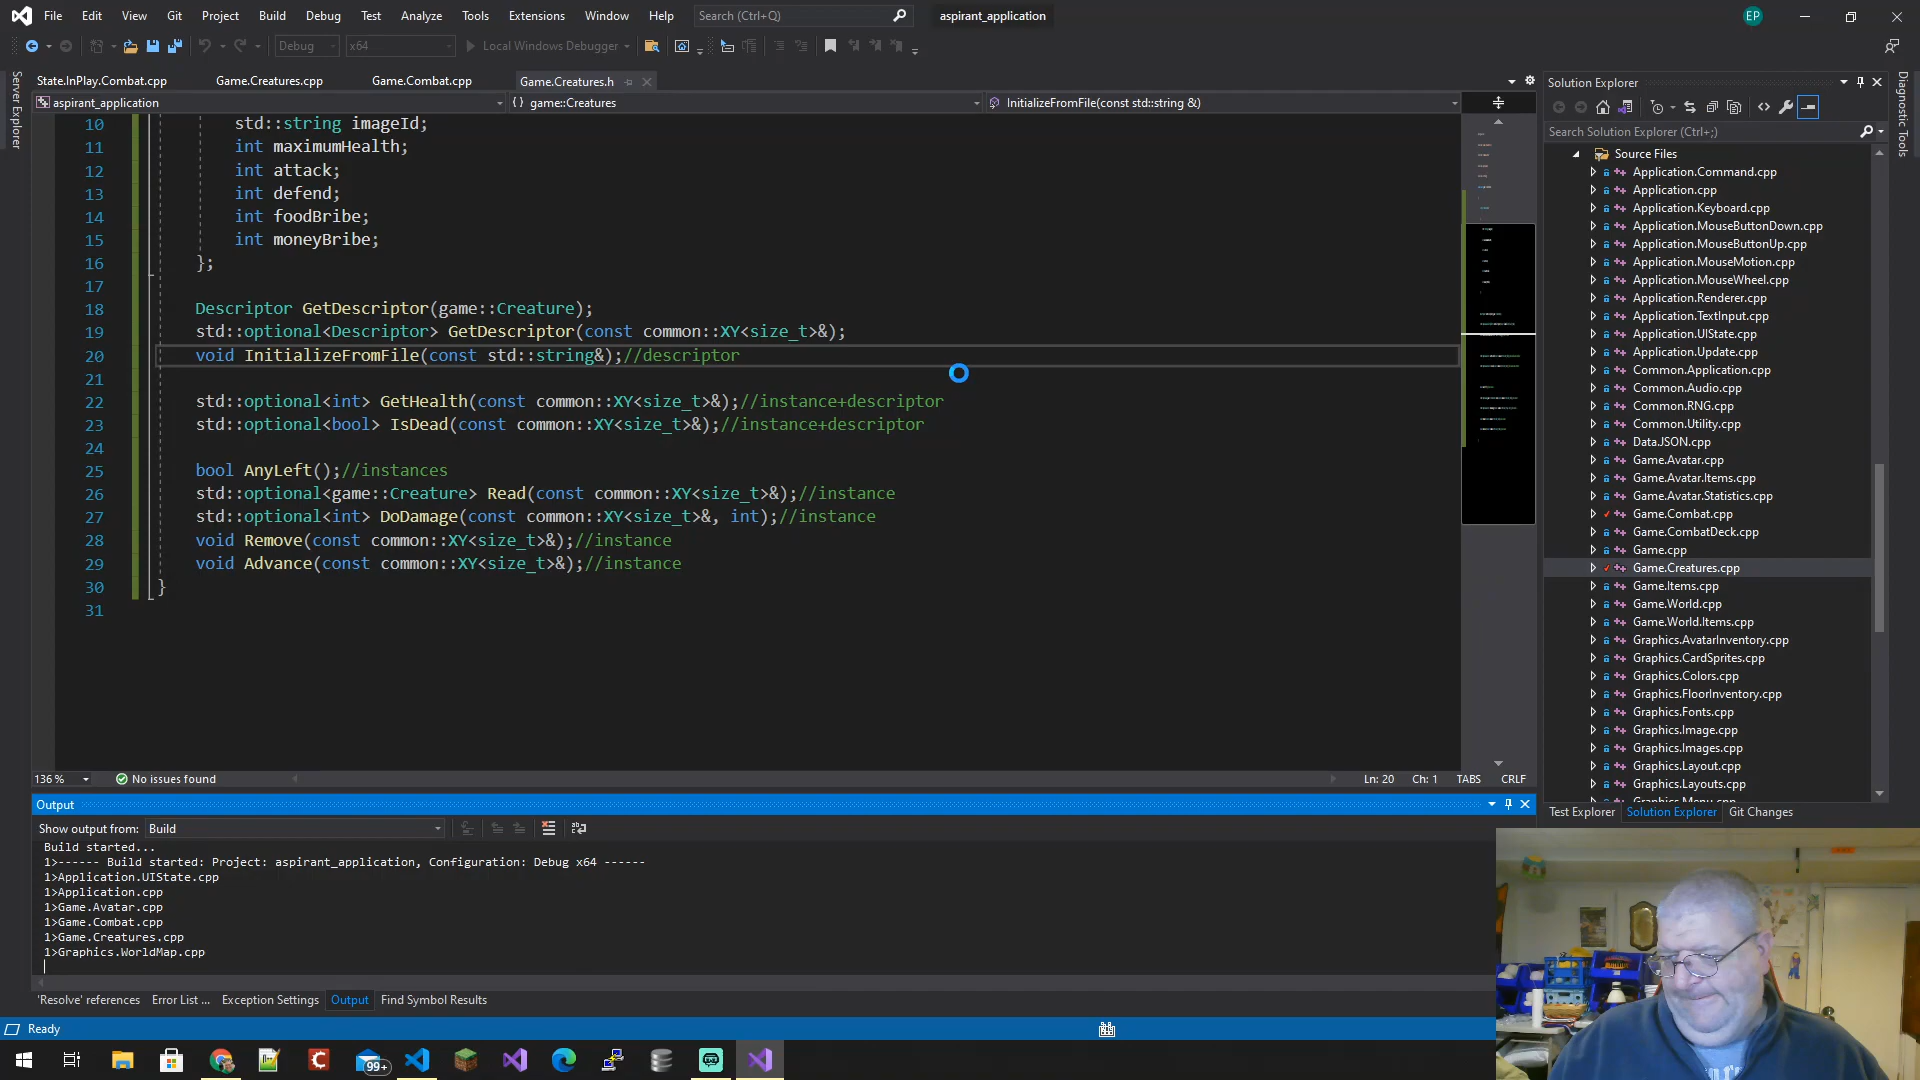 File Edit View Git Project Build Debug Test Analyze Tools Extensions Window Help Search (Ctrl+Q) aspirant_application EP
Debug x64 Local Windows Debugger
Server Explorer
State.InPlay.Combat.cpp Game.Creatures.cpp Game.Combat.cpp Game.Creatures.h
aspirant_application {} game::Creatures InitializeFromFile(const std::string &)
10 std::string imageId;
11 int maximumHealth;
12 int attack;
13 int defend;
14 int foodBribe;
15 int moneyBribe;
16 };
17
18 Descriptor GetDescriptor(game::Creature);
19 std::optional<Descriptor> GetDescriptor(const common::XY<size_t>&);
20 void InitializeFromFile(const std::string&);//descriptor
21
22 std::optional<int> GetHealth(const common::XY<size_t>&);//instance+descriptor
23 std::optional<bool> IsDead(const common::XY<size_t>&);//instance+descriptor
24
25 bool AnyLeft();//instances
26 std::optional<game::Creature> Read(const common::XY<size_t>&);//instance
27 std::optional<int> DoDamage(const common::XY<size_t>&, int);//instance
28 void Remove(const common::XY<size_t>&);//instance
29 void Advance(const common::XY<size_t>&);//instance
30 }
31
136 % No issues found Ln: 20 Ch: 1 TABS CRLF
Output
Show output from: Build
Build started...
1>------ Build started: Project: aspirant_application, Configuration: Debug x64 ------
1>Application.UIState.cpp
1>Application.cpp
1>Game.Avatar.cpp
1>Game.Combat.cpp
1>Game.Creatures.cpp
1>Graphics.WorldMap.cpp
'Resolve' references Error List ... Exception Settings Output Find Symbol Results
Ready
99+
Solution Explorer
Search Solution Explorer (Ctrl+;)
Source Files
Application.Command.cpp
Application.cpp
Application.Keyboard.cpp
Application.MouseButtonDown.cpp
Application.MouseButtonUp.cpp
Application.MouseMotion.cpp
Application.MouseWheel.cpp
Application.Renderer.cpp
Application.TextInput.cpp
Application.UIState.cpp
Application.Update.cpp
Common.Application.cpp
Common.Audio.cpp
Common.RNG.cpp
Common.Utility.cpp
Data.JSON.cpp
Game.Avatar.cpp
Game.Avatar.Items.cpp
Game.Avatar.Statistics.cpp
Game.Combat.cpp
Game.CombatDeck.cpp
Game.cpp
Game.Creatures.cpp
Game.Items.cpp
Game.World.cpp
Game.World.Items.cpp
Graphics.AvatarInventory.cpp
Graphics.CardSprites.cpp
Graphics.Colors.cpp
Graphics.FloorInventory.cpp
Graphics.Fonts.cpp
Graphics.Image.cpp
Graphics.Images.cpp
Graphics.Layout.cpp
Graphics.Layouts.cpp
Graphics.Menu.cpp
Test Explorer Solution Explorer Git Changes
Diagnostic Tools